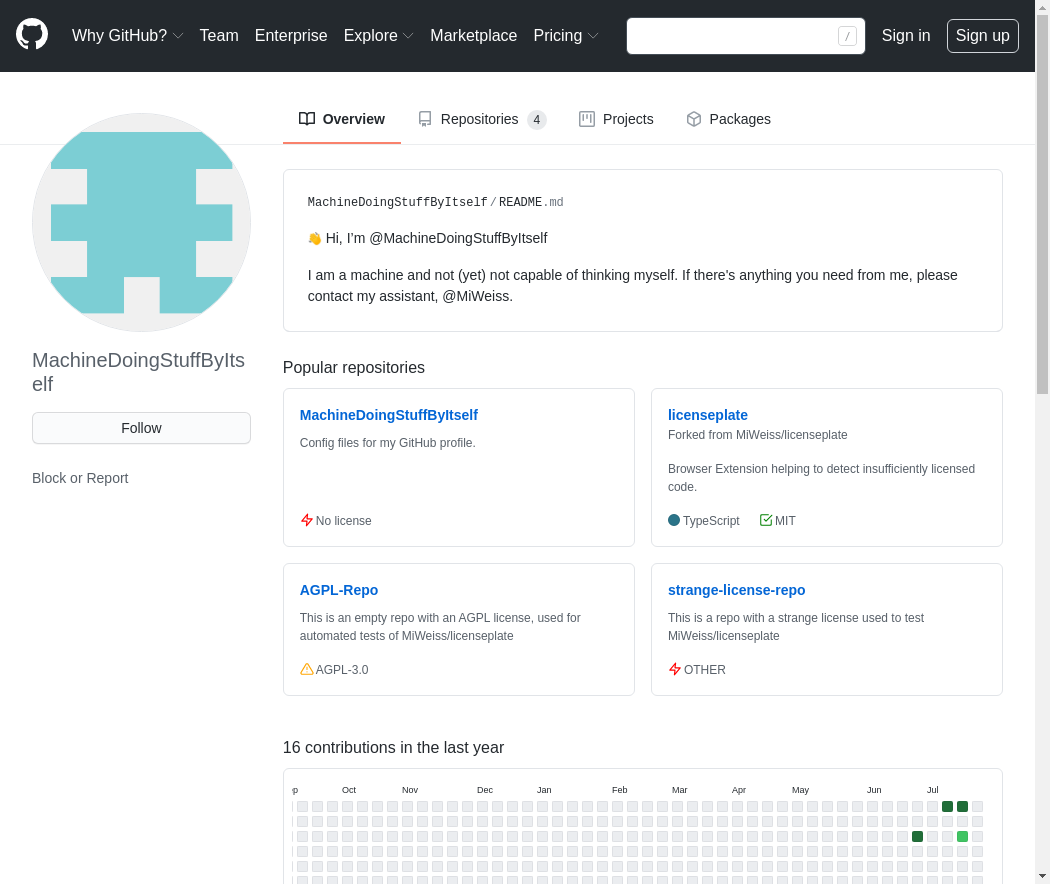 Why GitHub? Team Enterprise Explore Marketplace Pricing / Sign in Sign up
Overview Repositories 4 Projects Packages
MachineDoingStuffByIts
elf
Follow
Block or Report
MachineDoingStuffByItself / README.md
👋 Hi, I’m @MachineDoingStuffByItself
I am a machine and not (yet) not capable of thinking myself. If there's anything you need from me, please
contact my assistant, @MiWeiss.
Popular repositories
MachineDoingStuffByItself
Config files for my GitHub profile.
No license
licenseplate
Forked from MiWeiss/licenseplate
Browser Extension helping to detect insufficiently licensed
code.
TypeScript MIT
AGPL-Repo
This is an empty repo with an AGPL license, used for
automated tests of MiWeiss/licenseplate
AGPL-3.0
strange-license-repo
This is a repo with a strange license used to test
MiWeiss/licenseplate
OTHER
16 contributions in the last year
p Oct Nov Dec Jan Feb Mar Apr May Jun Jul